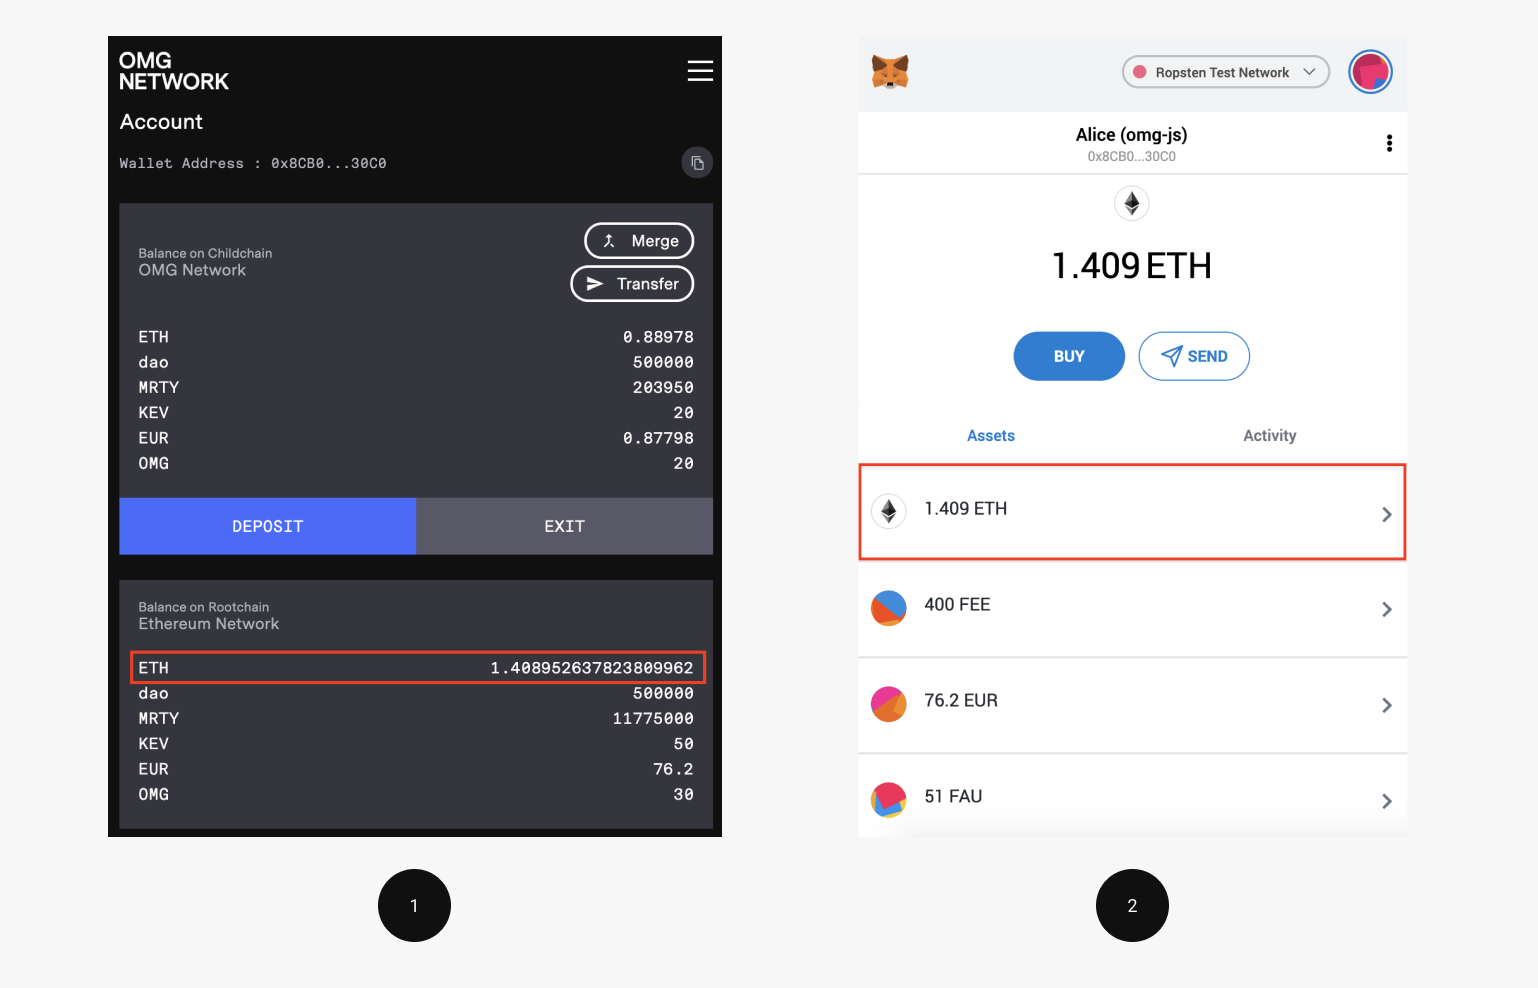 OMG
NETWORK
Account
Wallet Address : 0x8CB0...30C0
Balance on Childchain
OMG Network
Merge
Transfer
ETH 0.88978
dao 500000
MRTY 203950
KEV 20
EUR 0.87798
OMG 20
DEPOSIT EXIT
Balance on Rootchain
Ethereum Network
ETH 1.408952637823809962
dao 500000
MRTY 11775000
KEV 50
EUR 76.2
OMG 30
1
Ropsten Test Network
Alice (omg-js)
0x8CB0...30C0
1.409 ETH
BUY SEND
Assets Activity
1.409 ETH
400 FEE
76.2 EUR
51 FAU
2